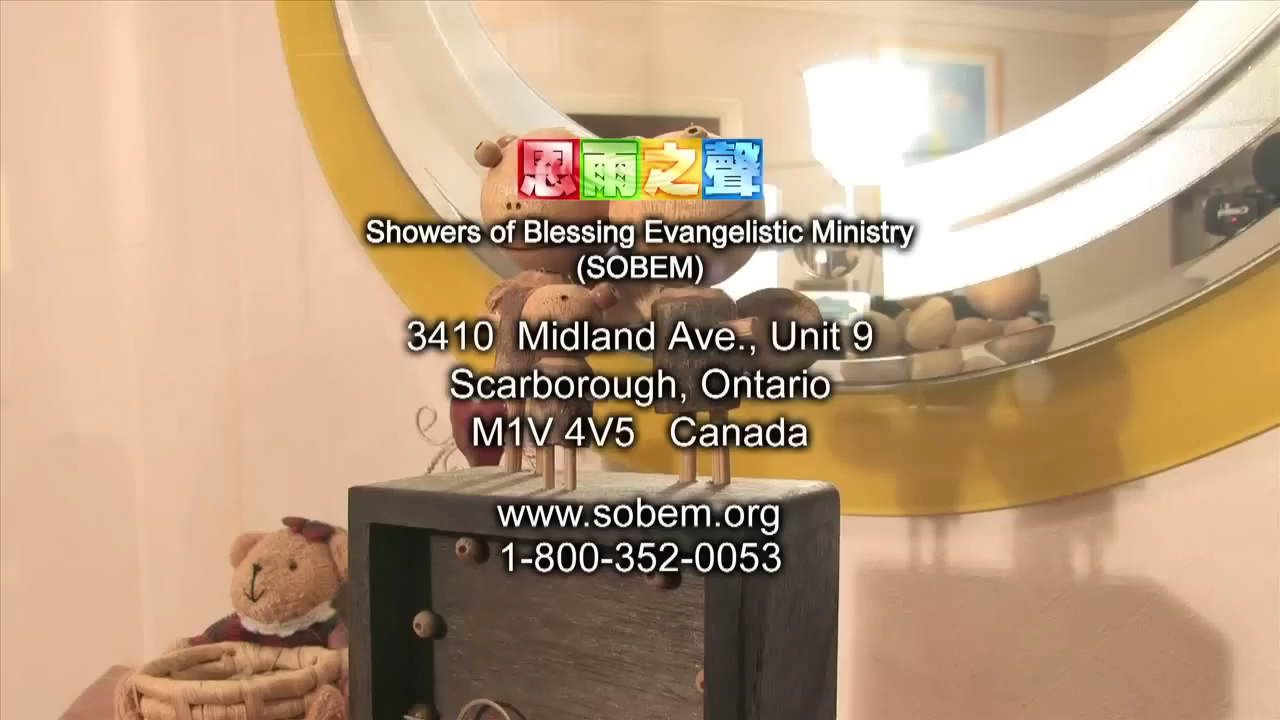 恩雨之聲
Showers of Blessing Evangelistic Ministry
(SOBEM)
3410 Midland Ave., Unit 9
Scarborough, Ontario
M1V 4V5 Canada
www.sobem.org
1-800-352-0053